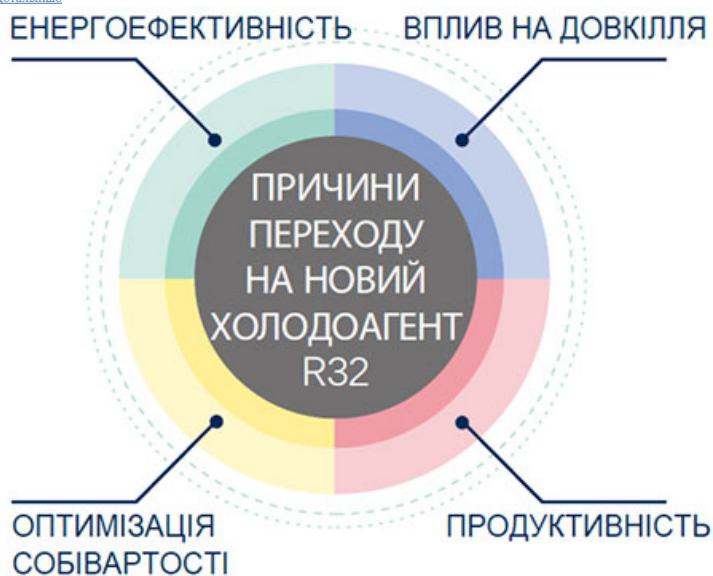 ЕНЕРГОЕФЕКТИВНІСТЬ
ВПЛИВ НА ДОВКІЛЛЯ
ПРИЧИНИ
ПЕРЕХОДУ
НА НОВИЙ
ХОЛОДОАГЕНТ
R32
ОПТИМІЗАЦІЯ
СОБІВАРТОСТІ
ПРОДУКТИВНІСТЬ